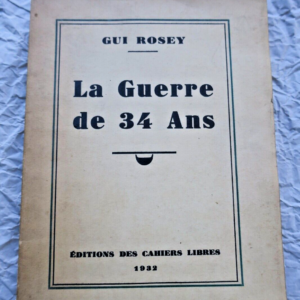 GUI ROSEY
La Guerre
de 34 Ans
ÉDITIONS DES CAHIERS LIBRES
1932